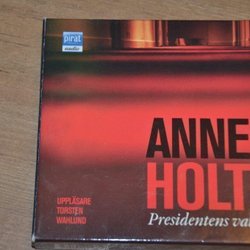 pirat
audio
ANNE
HOLT
Presidentens va
UPPLÄSARE
TORSTEN
WAHLUND